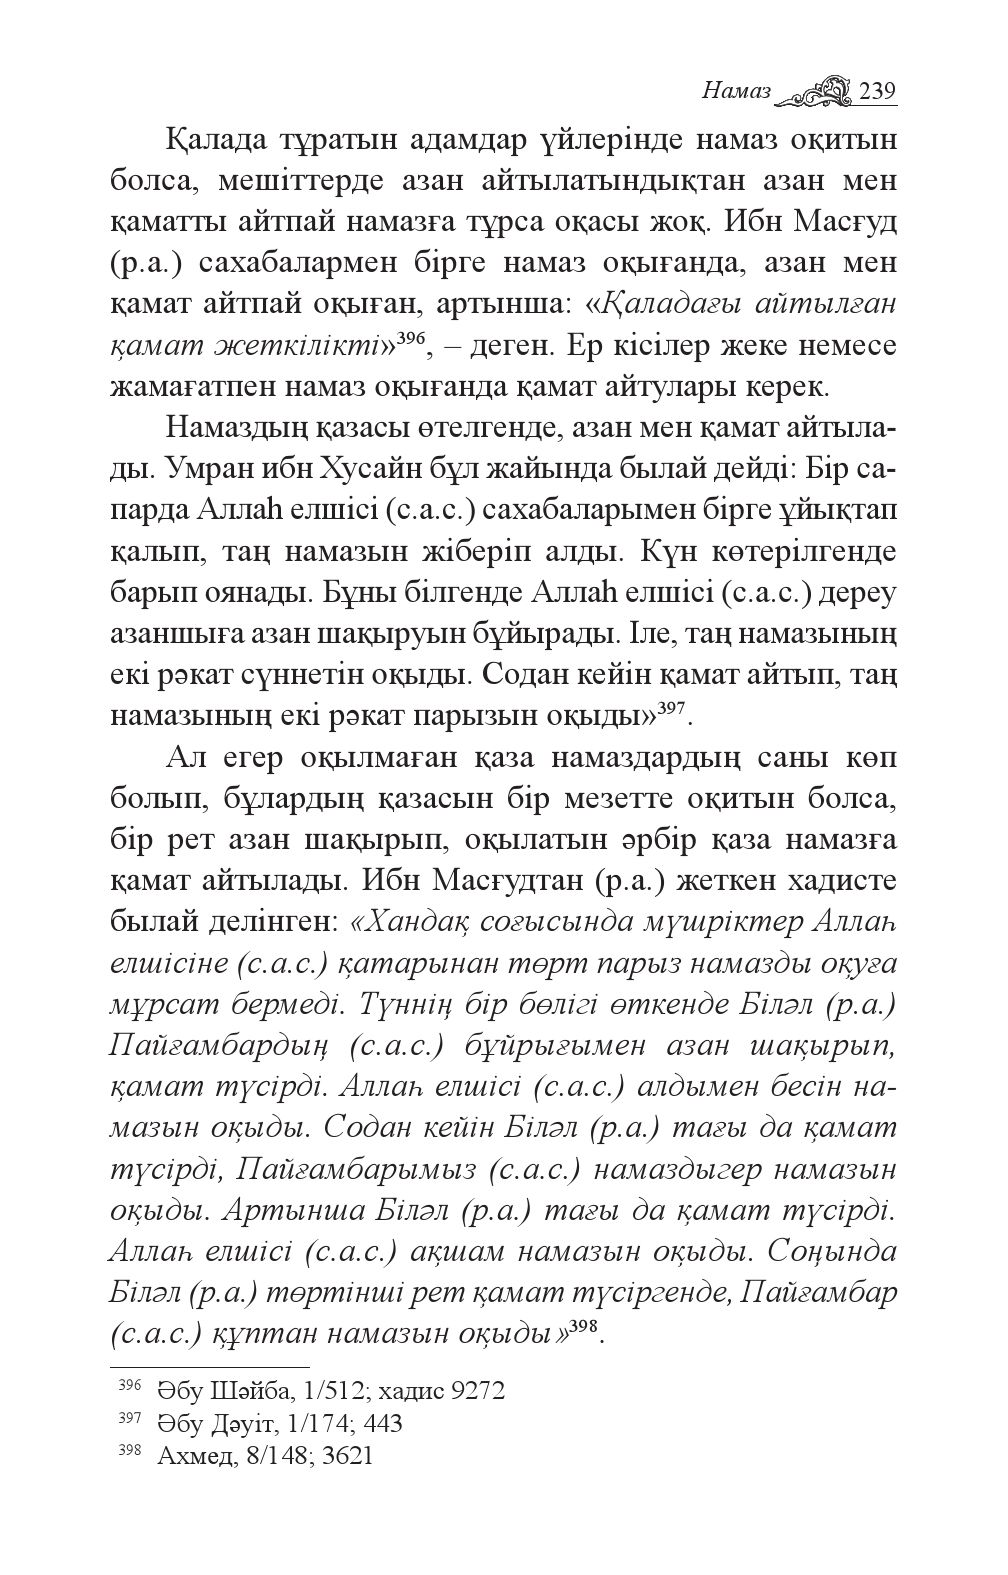 Намаз 239
Қалада тұратын адамдар үйлерінде намаз оқитын
болса, мешіттерде азан айтылатындықтан азан мен
қаматты айтпай намазға тұрса оқасы жоқ. Ибн Масғуд
(р.а.) сахабалармен бірге намаз оқығанда, азан мен
қамат айтпай оқыған, артынша: «Қаладағы айтылған
қамат жеткілікті»³⁹⁶, – деген. Ер кісілер жеке немесе
жамағатпен намаз оқығанда қамат айтулары керек.
Намаздың қазасы өтелгенде, азан мен қамат айтыла-
ды. Умран ибн Хусайн бұл жайында былай дейді: Бір са-
парда Аллаһ елшісі (с.а.с.) сахабаларымен бірге ұйықтап
қалып, таң намазын жіберіп алды. Күн көтерілгенде
барып оянады. Бұны білгенде Аллаһ елшісі (с.а.с.) дереу
азаншыға азан шақыруын бұйырады. Іле, таң намазының
екі рәкат сүннетін оқыды. Содан кейін қамат айтып, таң
намазының екі рәкат парызын оқыды»³⁹⁷.
Ал егер оқылмаған қаза намаздардың саны көп
болып, бұлардың қазасын бір мезетте оқитын болса,
бір рет азан шақырып, оқылатын әрбір қаза намазға
қамат айтылады. Ибн Масғудтан (р.а.) жеткен хадисте
былай делінген: «Хандақ соғысында мүшріктер Аллаһ
елшісіне (с.а.с.) қатарынан төрт парыз намазды оқуға
мұрсат бермеді. Түннің бір бөлігі өткенде Біләл (р.а.)
Пайғамбардың (с.а.с.) бұйрығымен азан шақырып,
қамат түсірді. Аллаһ елшісі (с.а.с.) алдымен бесін на-
мазын оқыды. Содан кейін Біләл (р.а.) тағы да қамат
түсірді, Пайғамбарымыз (с.а.с.) намаздыгер намазын
оқыды. Артынша Біләл (р.а.) тағы да қамат түсірді.
Аллаһ елшісі (с.а.с.) ақшам намазын оқыды. Соңында
Біләл (р.а.) төртінші рет қамат түсіргенде, Пайғамбар
(с.а.с.) құптан намазын оқыды»³⁹⁸.
³⁹⁶ Әбу Шәйба, 1/512; хадис 9272
³⁹⁷ Әбу Дәуіт, 1/174; 443
³⁹⁸ Ахмед, 8/148; 3621